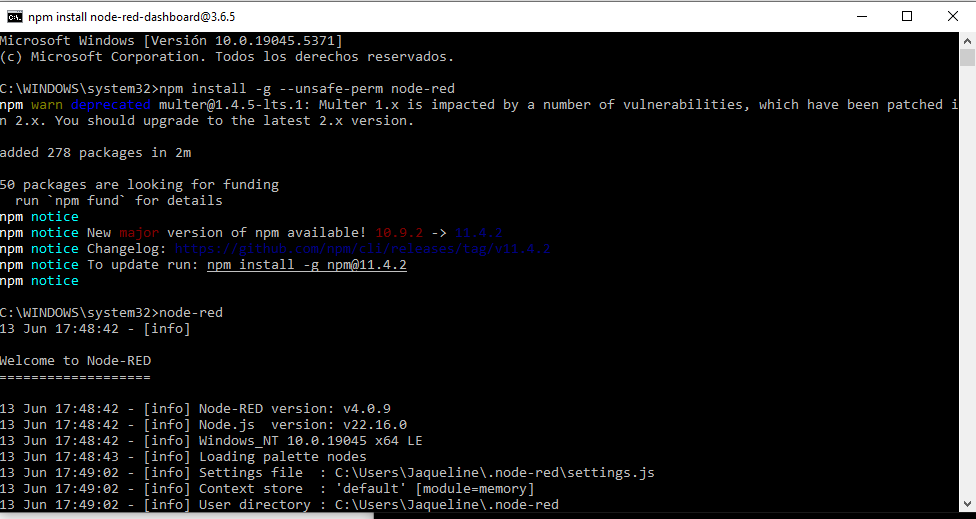 npm install node-red-dashboard@3.6.5
Microsoft Windows [Versión 10.0.19045.5371]
(c) Microsoft Corporation. Todos los derechos reservados.
C:\WINDOWS\system32>npm install -g --unsafe-perm node-red
npm warn deprecated multer@1.4.5-lts.1: Multer 1.x is impacted by a number of vulnerabilities, which have been patched i
n 2.x. You should upgrade to the latest 2.x version.
added 278 packages in 2m
50 packages are looking for funding
run `npm fund` for details
npm notice
npm notice New major version of npm available! 10.9.2 -> 11.4.2
npm notice Changelog: https://github.com/npm/cli/releases/tag/v11.4.2
npm notice To update run: npm install -g npm@11.4.2
npm notice
C:\WINDOWS\system32>node-red
13 Jun 17:48:42 - [info]
Welcome to Node-RED
===================
13 Jun 17:48:42 - [info] Node-RED version: v4.0.9
13 Jun 17:48:42 - [info] Node.js  version: v22.16.0
13 Jun 17:48:42 - [info] Windows_NT 10.0.19045 x64 LE
13 Jun 17:48:43 - [info] Loading palette nodes
13 Jun 17:49:02 - [info] Settings file  : C:\Users\Jaqueline\.node-red\settings.js
13 Jun 17:49:02 - [info] Context store  : 'default' [module=memory]
13 Jun 17:49:02 - [info] User directory : C:\Users\Jaqueline\.node-red